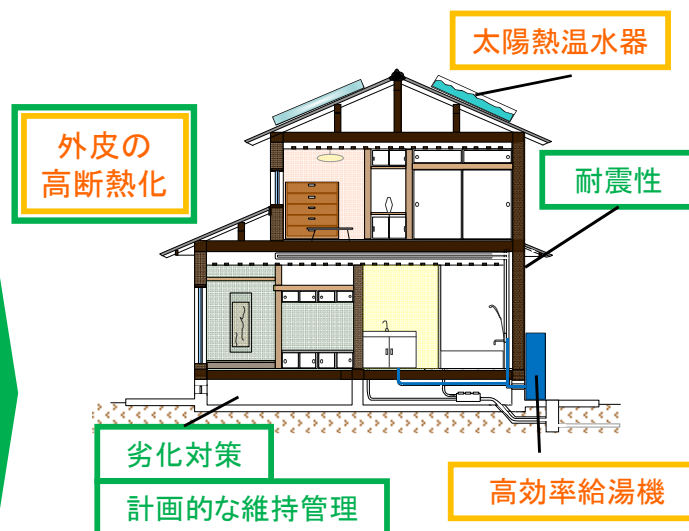 太陽熱温水器
外皮の
高断熱化
耐震性
劣化対策
計画的な維持管理
高効率給湯機